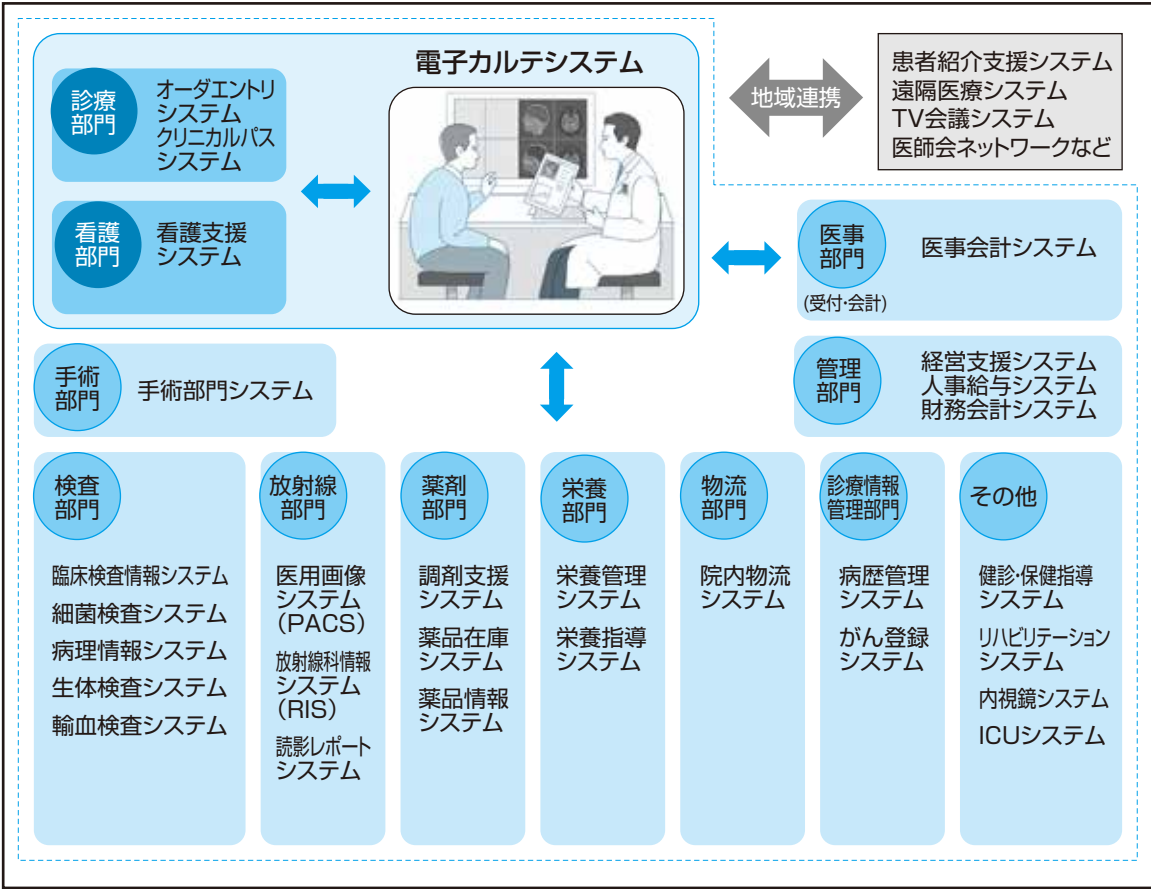 電子カルテシステム
診療
部門
オーダエントリ
システム
クリニカルパス
システム
看護
部門
看護支援
システム
地域連携
患者紹介支援システム
遠隔医療システム
TV会議システム
医師会ネットワークなど
医事
部門
(受付・会計)
医事会計システム
手術
部門
手術部門システム
管理
部門
経営支援システム
人事給与システム
財務会計システム
検査
部門
臨床検査情報システム
細菌検査システム
病理情報システム
生体検査システム
輸血検査システム
放射線
部門
医用画像
システム
(PACS)
放射線科情報
システム
(RIS)
読影レポート
システム
薬剤
部門
調剤支援
システム
薬品在庫
システム
薬品情報
システム
栄養
部門
栄養管理
システム
栄養指導
システム
物流
部門
院内物流
システム
診療情報
管理部門
病歴管理
システム
がん登録
システム
その他
健診・保健指導
システム
リハビリテーション
システム
内視鏡システム
ICUシステム